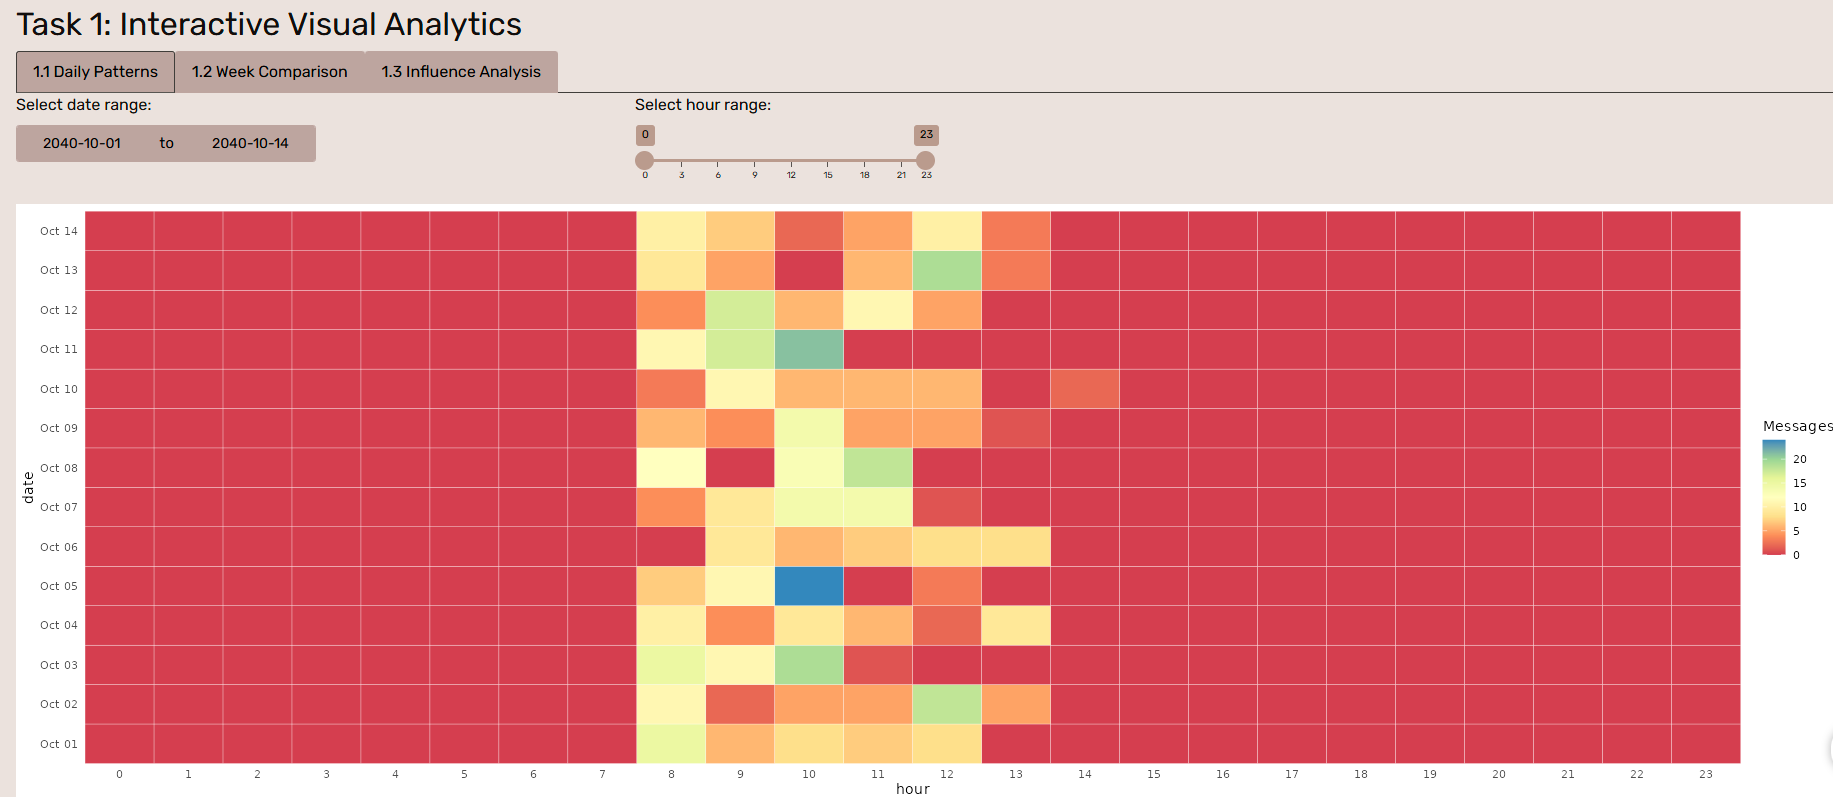 Task 1: Interactive Visual Analytics
1.1 Daily Patterns 1.2 Week Comparison 1.3 Influence Analysis
Select date range: Select hour range:
2040-10-01 to 2040-10-14
0 23
0 3 6 9 12 15 18 21 23
Oct 14
Oct 13
Oct 12
Oct 11
Oct 10
Oct 09
Oct 08
Oct 07
Oct 06
Oct 05
Oct 04
Oct 03
Oct 02
Oct 01
date
0 1 2 3 4 5 6 7 8 9 10 11 12 13 14 15 16 17 18 19 20 21 22 23
hour
Messages
20
15
10
5
0